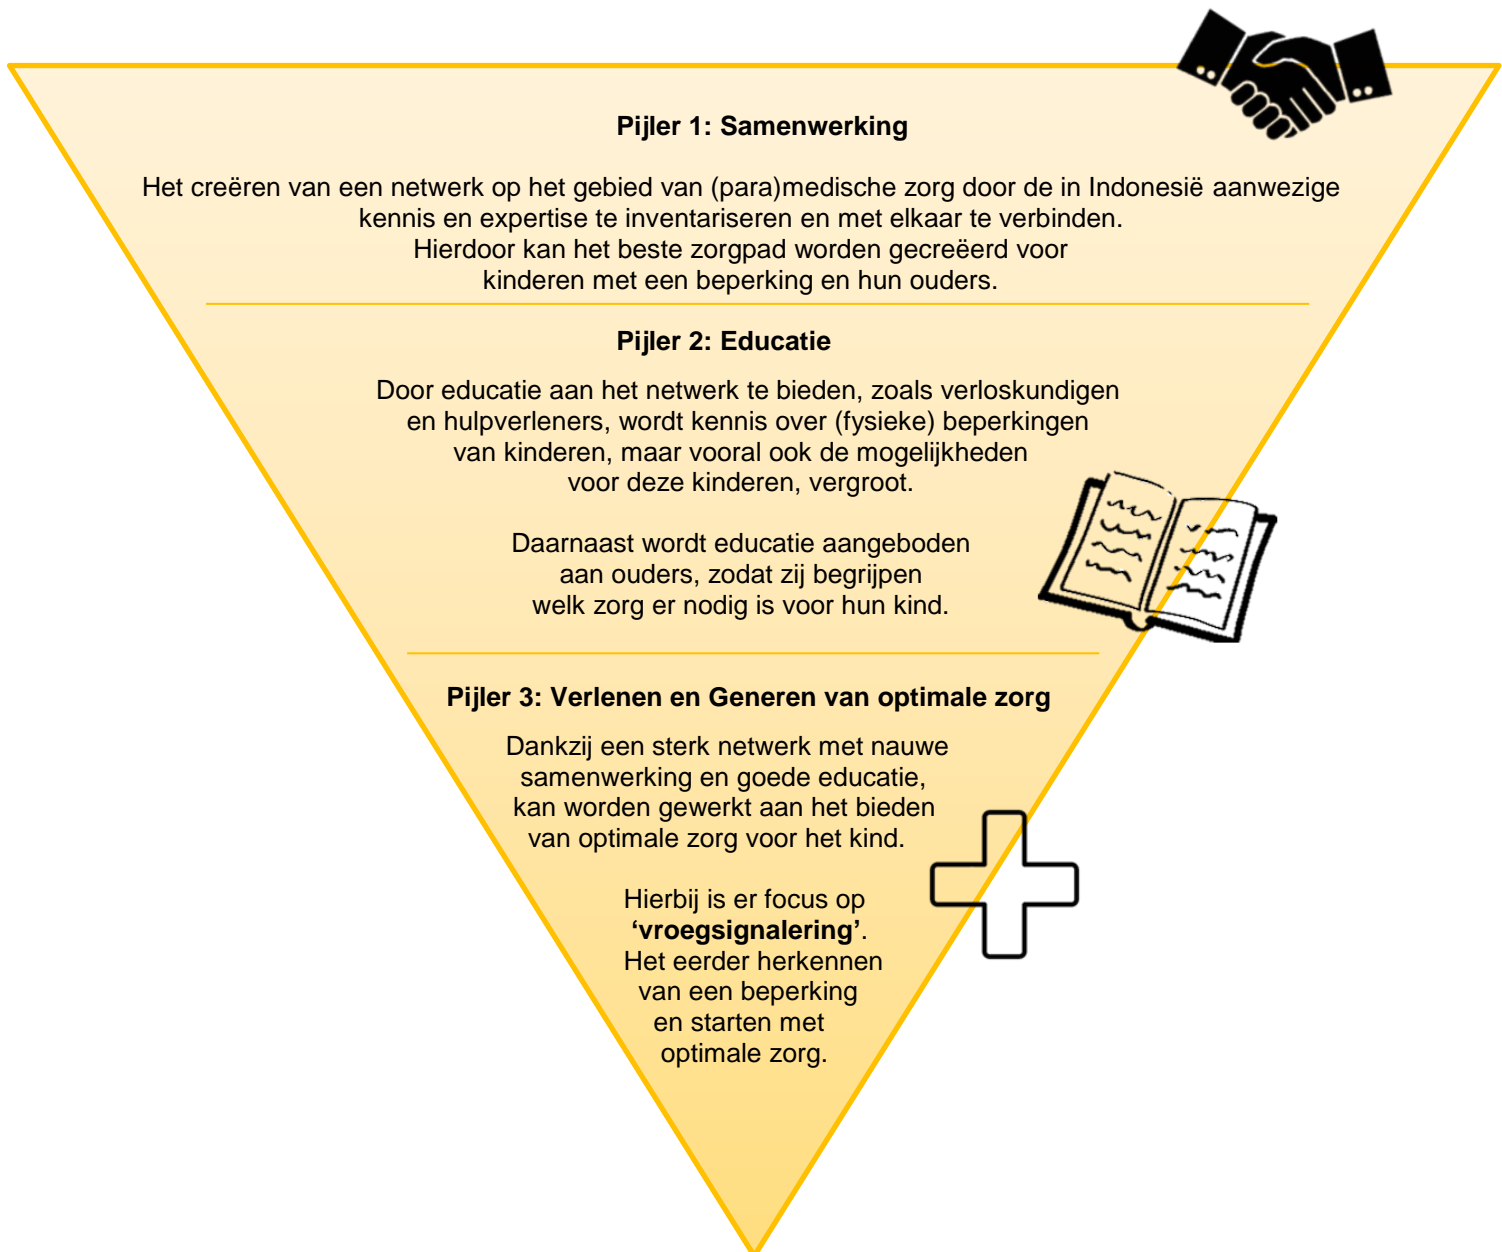 Pijler 1: Samenwerking
Het creëren van een netwerk op het gebied van (para)medische zorg door de in Indonesië aanwezige
kennis en expertise te inventariseren en met elkaar te verbinden.
Hierdoor kan het beste zorgpad worden gecreëerd voor
kinderen met een beperking en hun ouders.
Pijler 2: Educatie
Door educatie aan het netwerk te bieden, zoals verloskundigen
en hulpverleners, wordt kennis over (fysieke) beperkingen
van kinderen, maar vooral ook de mogelijkheden
voor deze kinderen, vergroot.
Daarnaast wordt educatie aangeboden
aan ouders, zodat zij begrijpen
welk zorg er nodig is voor hun kind.
Pijler 3: Verlenen en Generen van optimale zorg
Dankzij een sterk netwerk met nauwe
samenwerking en goede educatie,
kan worden gewerkt aan het bieden
van optimale zorg voor het kind.
Hierbij is er focus op
‘vroegsignalering’.
Het eerder herkennen
van een beperking
en starten met
optimale zorg.